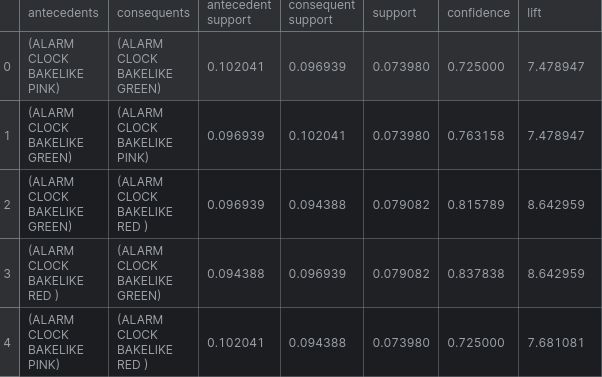 antecedents consequents antecedent support consequent support support confidence lift
0 (ALARM CLOCK BAKELIKE PINK) (ALARM CLOCK BAKELIKE GREEN) 0.102041 0.096939 0.073980 0.725000 7.478947
1 (ALARM CLOCK BAKELIKE GREEN) (ALARM CLOCK BAKELIKE PINK) 0.096939 0.102041 0.073980 0.763158 7.478947
2 (ALARM CLOCK BAKELIKE GREEN) (ALARM CLOCK BAKELIKE RED ) 0.096939 0.094388 0.079082 0.815789 8.642959
3 (ALARM CLOCK BAKELIKE RED ) (ALARM CLOCK BAKELIKE GREEN) 0.094388 0.096939 0.079082 0.837838 8.642959
4 (ALARM CLOCK BAKELIKE PINK) (ALARM CLOCK BAKELIKE RED ) 0.102041 0.094388 0.073980 0.725000 7.681081